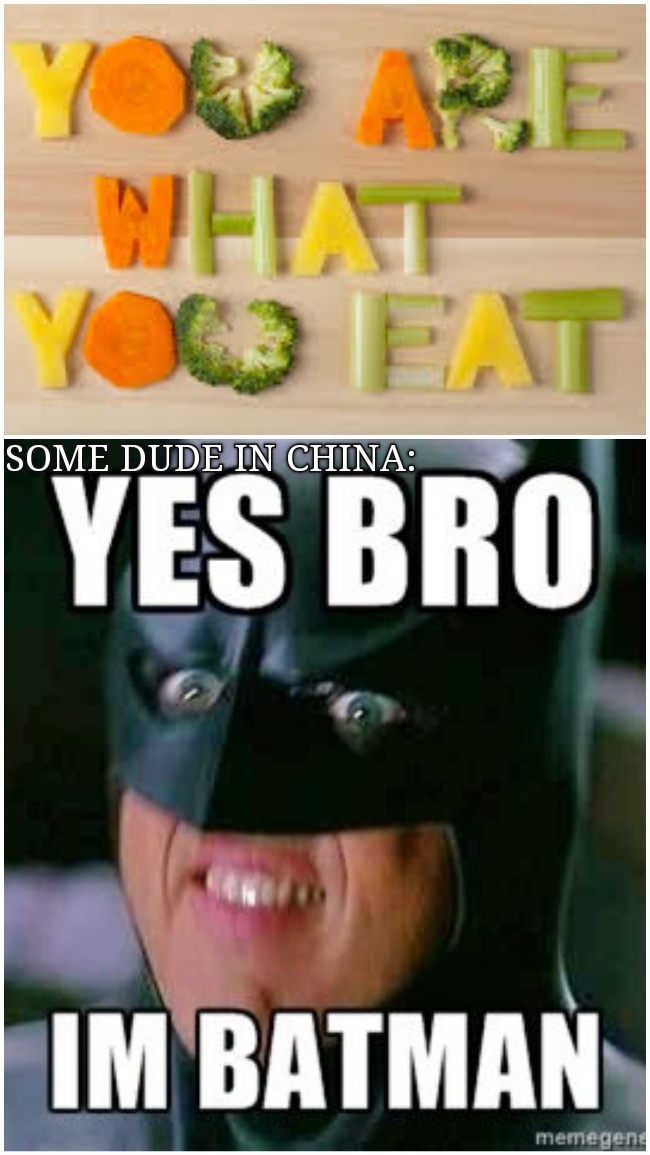 YOU ARE
WHAT
YOU EAT
SOME DUDE IN CHINA:
YES BRO
IM BATMAN
memegene